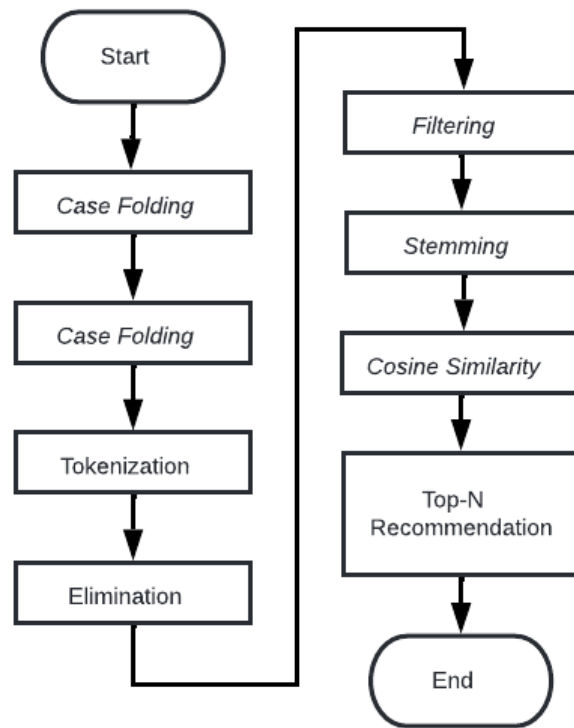 Start
Case Folding
Case Folding
Tokenization
Elimination
Filtering
Stemming
Cosine Similarity
Top-N
Recommendation
End